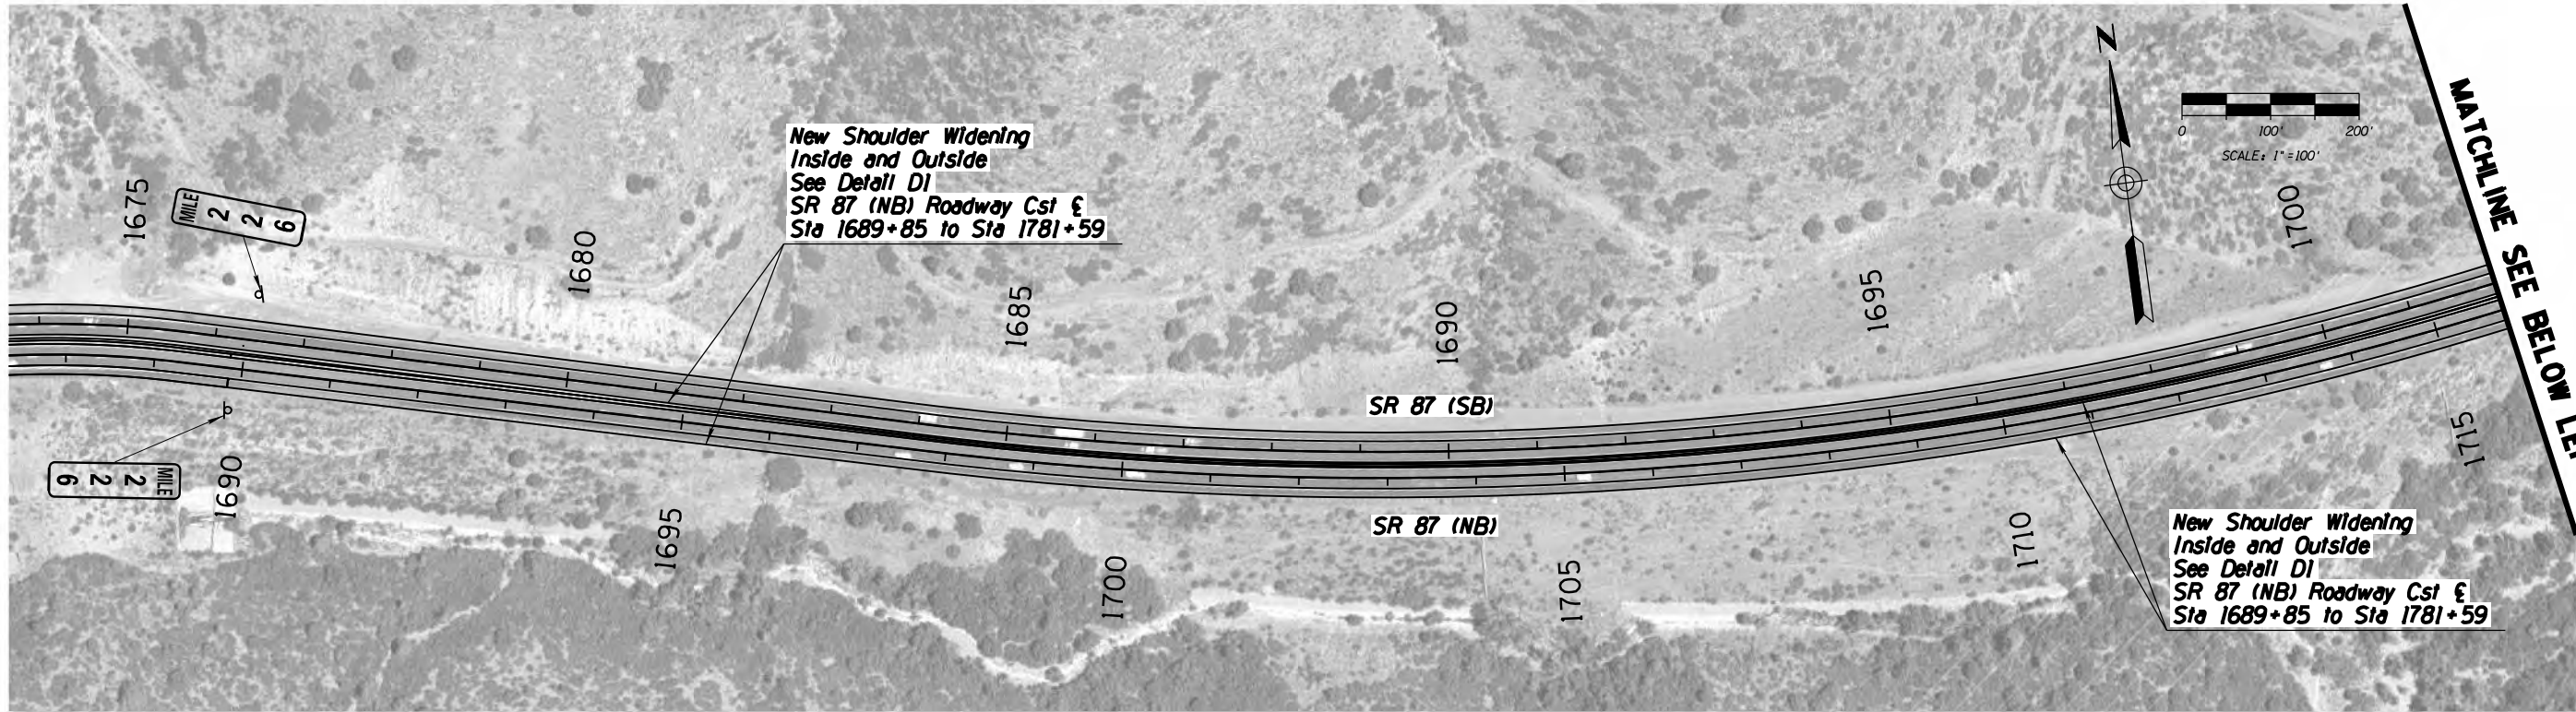 New Shoulder Widening
Inside and Outside
See Detail D1
SR 87 (NB) Roadway Cst ℄
Sta 1689+85 to Sta 1781+59
1675
MILE
2
2
6
1680
1685
1690
1695
1700
N
0 100' 200'
SCALE: 1"=100'
MATCHLINE SEE BELOW
SR 87 (SB)
SR 87 (NB)
MILE
2
2
6
1690
1695
1700
1705
1710
1715
New Shoulder Widening
Inside and Outside
See Detail D1
SR 87 (NB) Roadway Cst ℄
Sta 1689+85 to Sta 1781+59